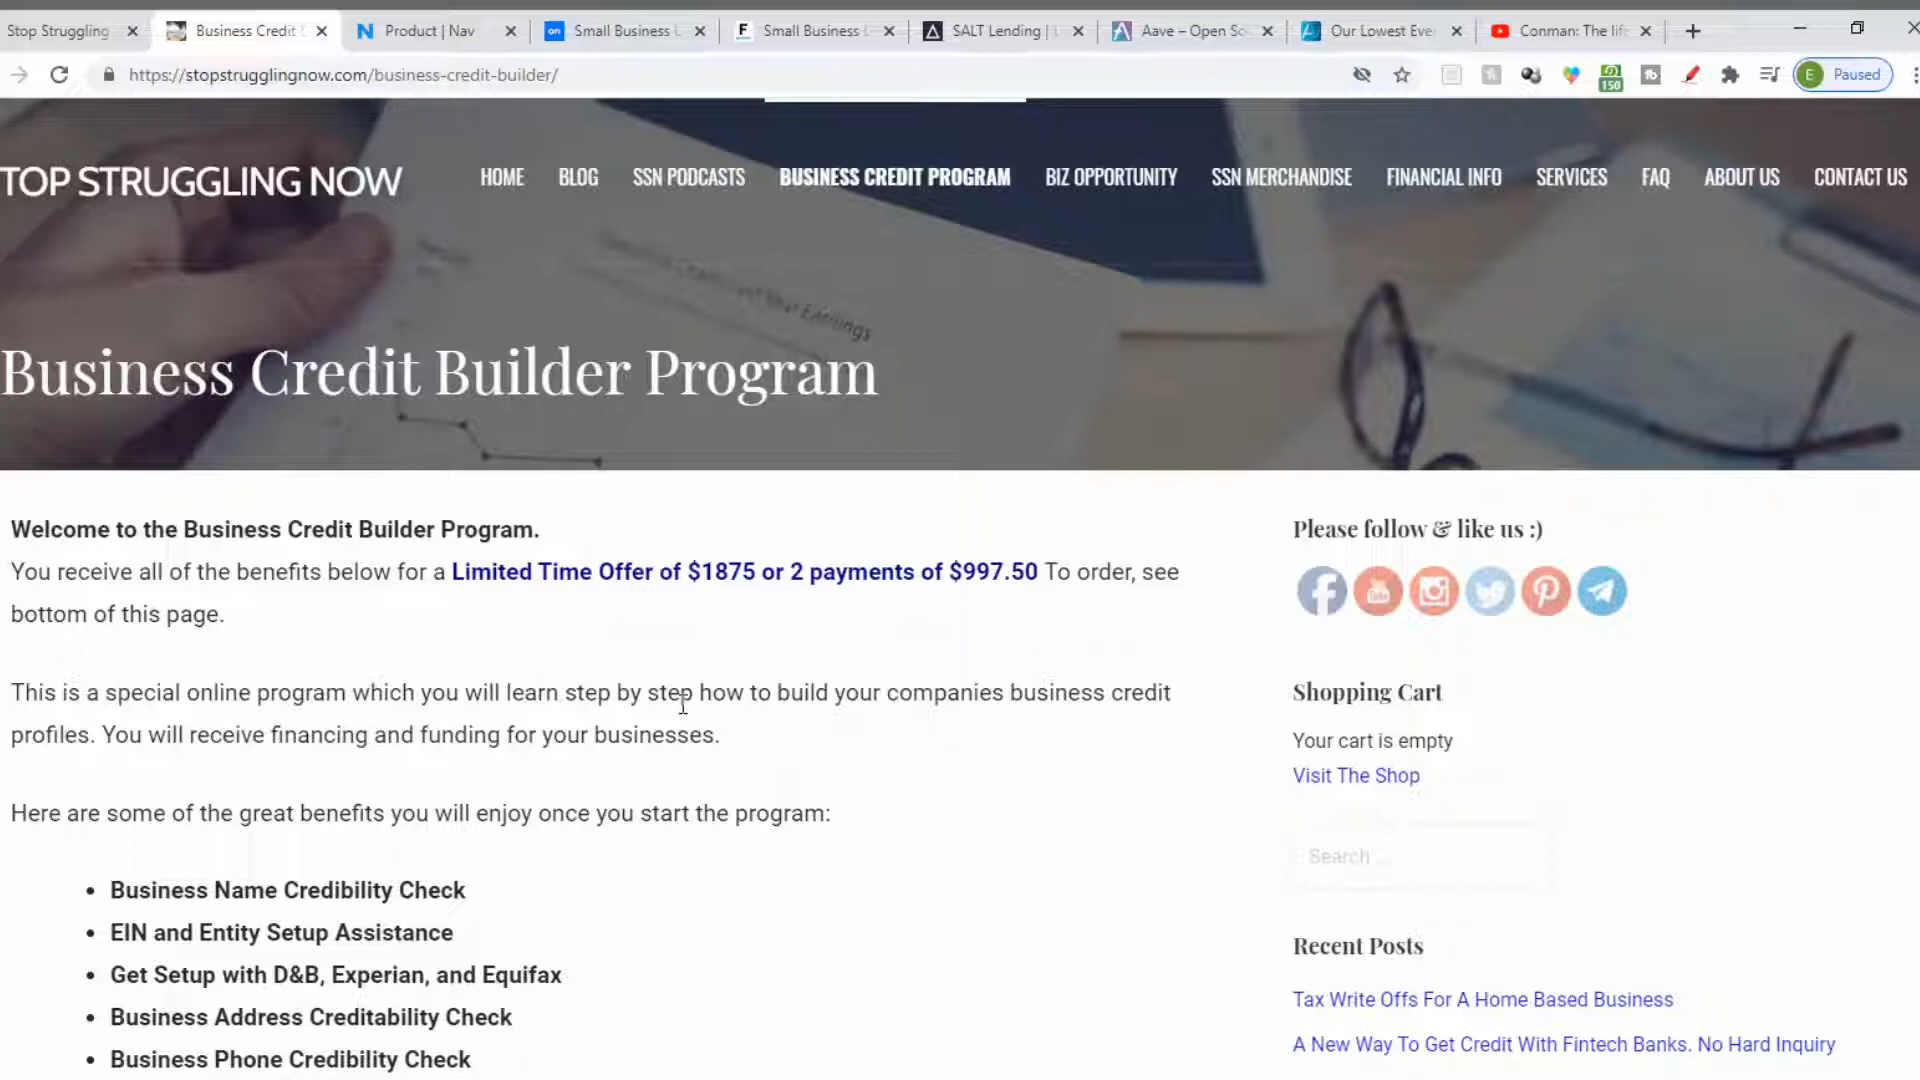 Stop Struggling
Business Credit
Product | Nav
on
Small Business
F
Small Business
SALT Lending |
Aave – Open So
Our Lowest Eve
Conman: The lif
https://stopstrugglingnow.com/business-credit-builder/
150
E
Paused
TOP STRUGGLING NOW
HOME
BLOG
SSN PODCASTS
BUSINESS CREDIT PROGRAM
BIZ OPPORTUNITY
SSN MERCHANDISE
FINANCIAL INFO
SERVICES
FAQ
ABOUT US
CONTACT US
Earnings
Business Credit Builder Program
Welcome to the Business Credit Builder Program.
You receive all of the benefits below for a Limited Time Offer of $1875 or 2 payments of $997.50 To order, see
bottom of this page.
This is a special online program which you will learn step by step how to build your companies business credit
profiles. You will receive financing and funding for your businesses.
Here are some of the great benefits you will enjoy once you start the program:
• Business Name Credibility Check
• EIN and Entity Setup Assistance
• Get Setup with D&B, Experian, and Equifax
• Business Address Creditability Check
• Business Phone Credibility Check
Please follow & like us :)
Shopping Cart
Your cart is empty
Visit The Shop
Search ...
Recent Posts
Tax Write Offs For A Home Based Business
A New Way To Get Credit With Fintech Banks. No Hard Inquiry